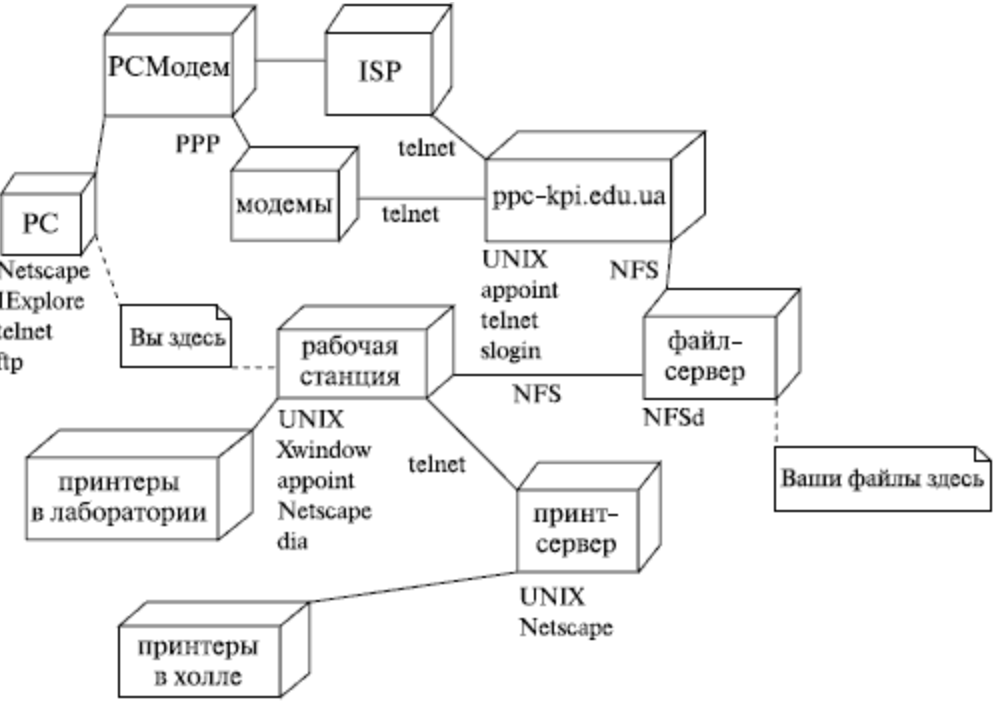 РСМодем
ISP
PPP
telnet
модемы
telnet
ppc-kpi.edu.ua
PC
Netscape
IExplore
telnet
ftp
UNIX
appoint
telnet
slogin
NFS
Вы здесь
рабочая
станция
NFS
файл-
сервер
NFSd
UNIX
Xwindow
appoint
Netscape
dia
telnet
Ваши файлы здесь
принтеры
в лаборатории
принт-
сервер
UNIX
Netscape
принтеры
в холле